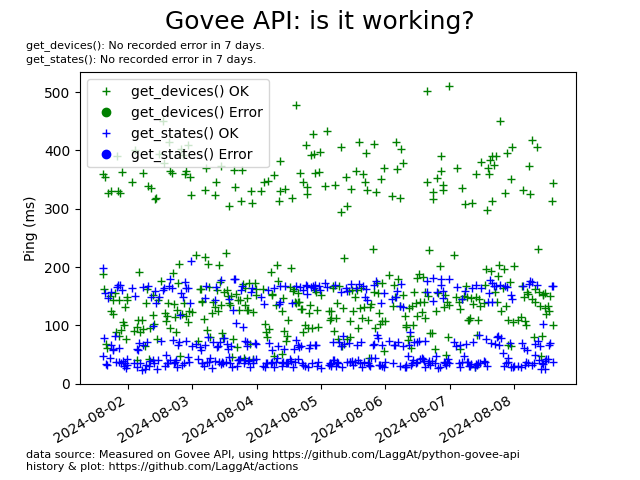 Govee API: is it working?
get_devices(): No recorded error in 7 days.
get_states(): No recorded error in 7 days.
get_devices() OK
get_devices() Error
get_states() OK
get_states() Error
Ping (ms)
500
400
300
200
100
0
2024-08-02
2024-08-03
2024-08-04
2024-08-05
2024-08-06
2024-08-07
2024-08-08
data source: Measured on Govee API, using https://github.com/LaggAt/python-govee-api
history & plot: https://github.com/LaggAt/actions